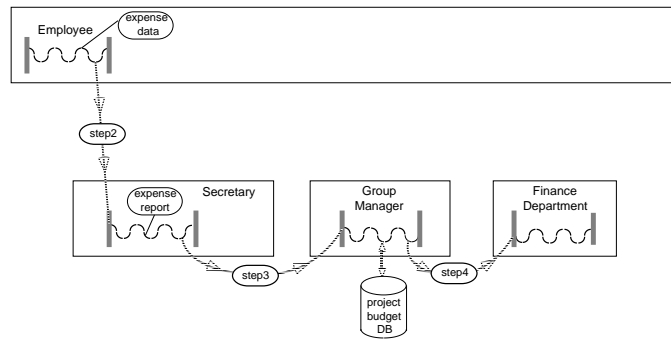 Employee
expense
data
step2
expense
report
Secretary
Group
Manager
Finance
Department
step3
step4
project
budget
DB